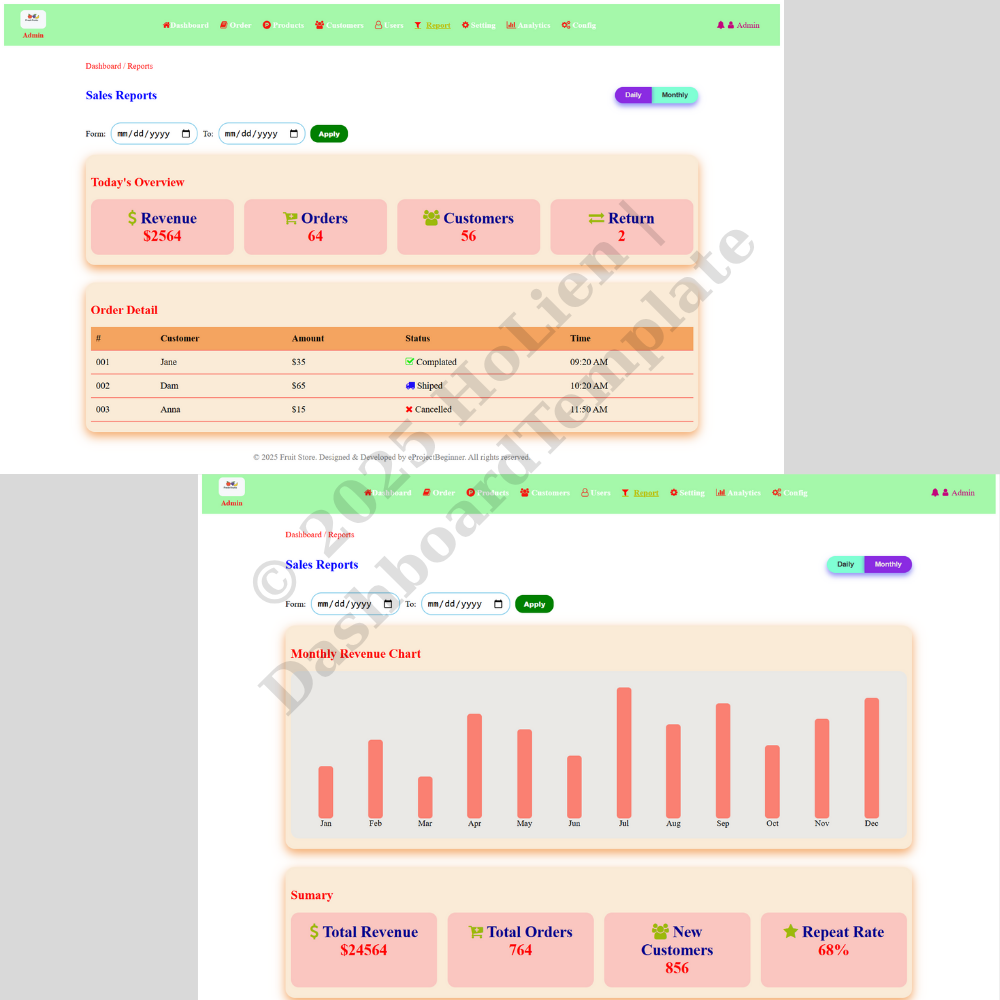 Dashboard Order Products Customers Users Report Setting Analytics Config Admin
Admin
Dashboard / Reports
Sales Reports Daily Monthly
Form: mm/dd/yyyy To: mm/dd/yyyy Apply
Today's Overview
Revenue Orders Customers Return
$2564 64 56 2
Order Detail
# Customer Amount Status Time
001 Jane $35 Complated 09:20 AM
002 Dam $65 Shiped 10:20 AM
003 Anna $15 Cancelled 11:50 AM
© 2025 Fruit Store. Designed & Developed by eProjectBeginner. All rights reserved.
Dashboard Order Products Customers Users Report Setting Analytics Config Admin
Admin
Dashboard / Reports
Sales Reports Daily Monthly
Form: mm/dd/yyyy To: mm/dd/yyyy Apply
Monthly Revenue Chart
Jan Feb Mar Apr May Jun Jul Aug Sep Oct Nov Dec
Sumary
Total Revenue Total Orders New Customers Repeat Rate
$24564 764 856 68%
© 2025 HoLien |
DashboardTemplate